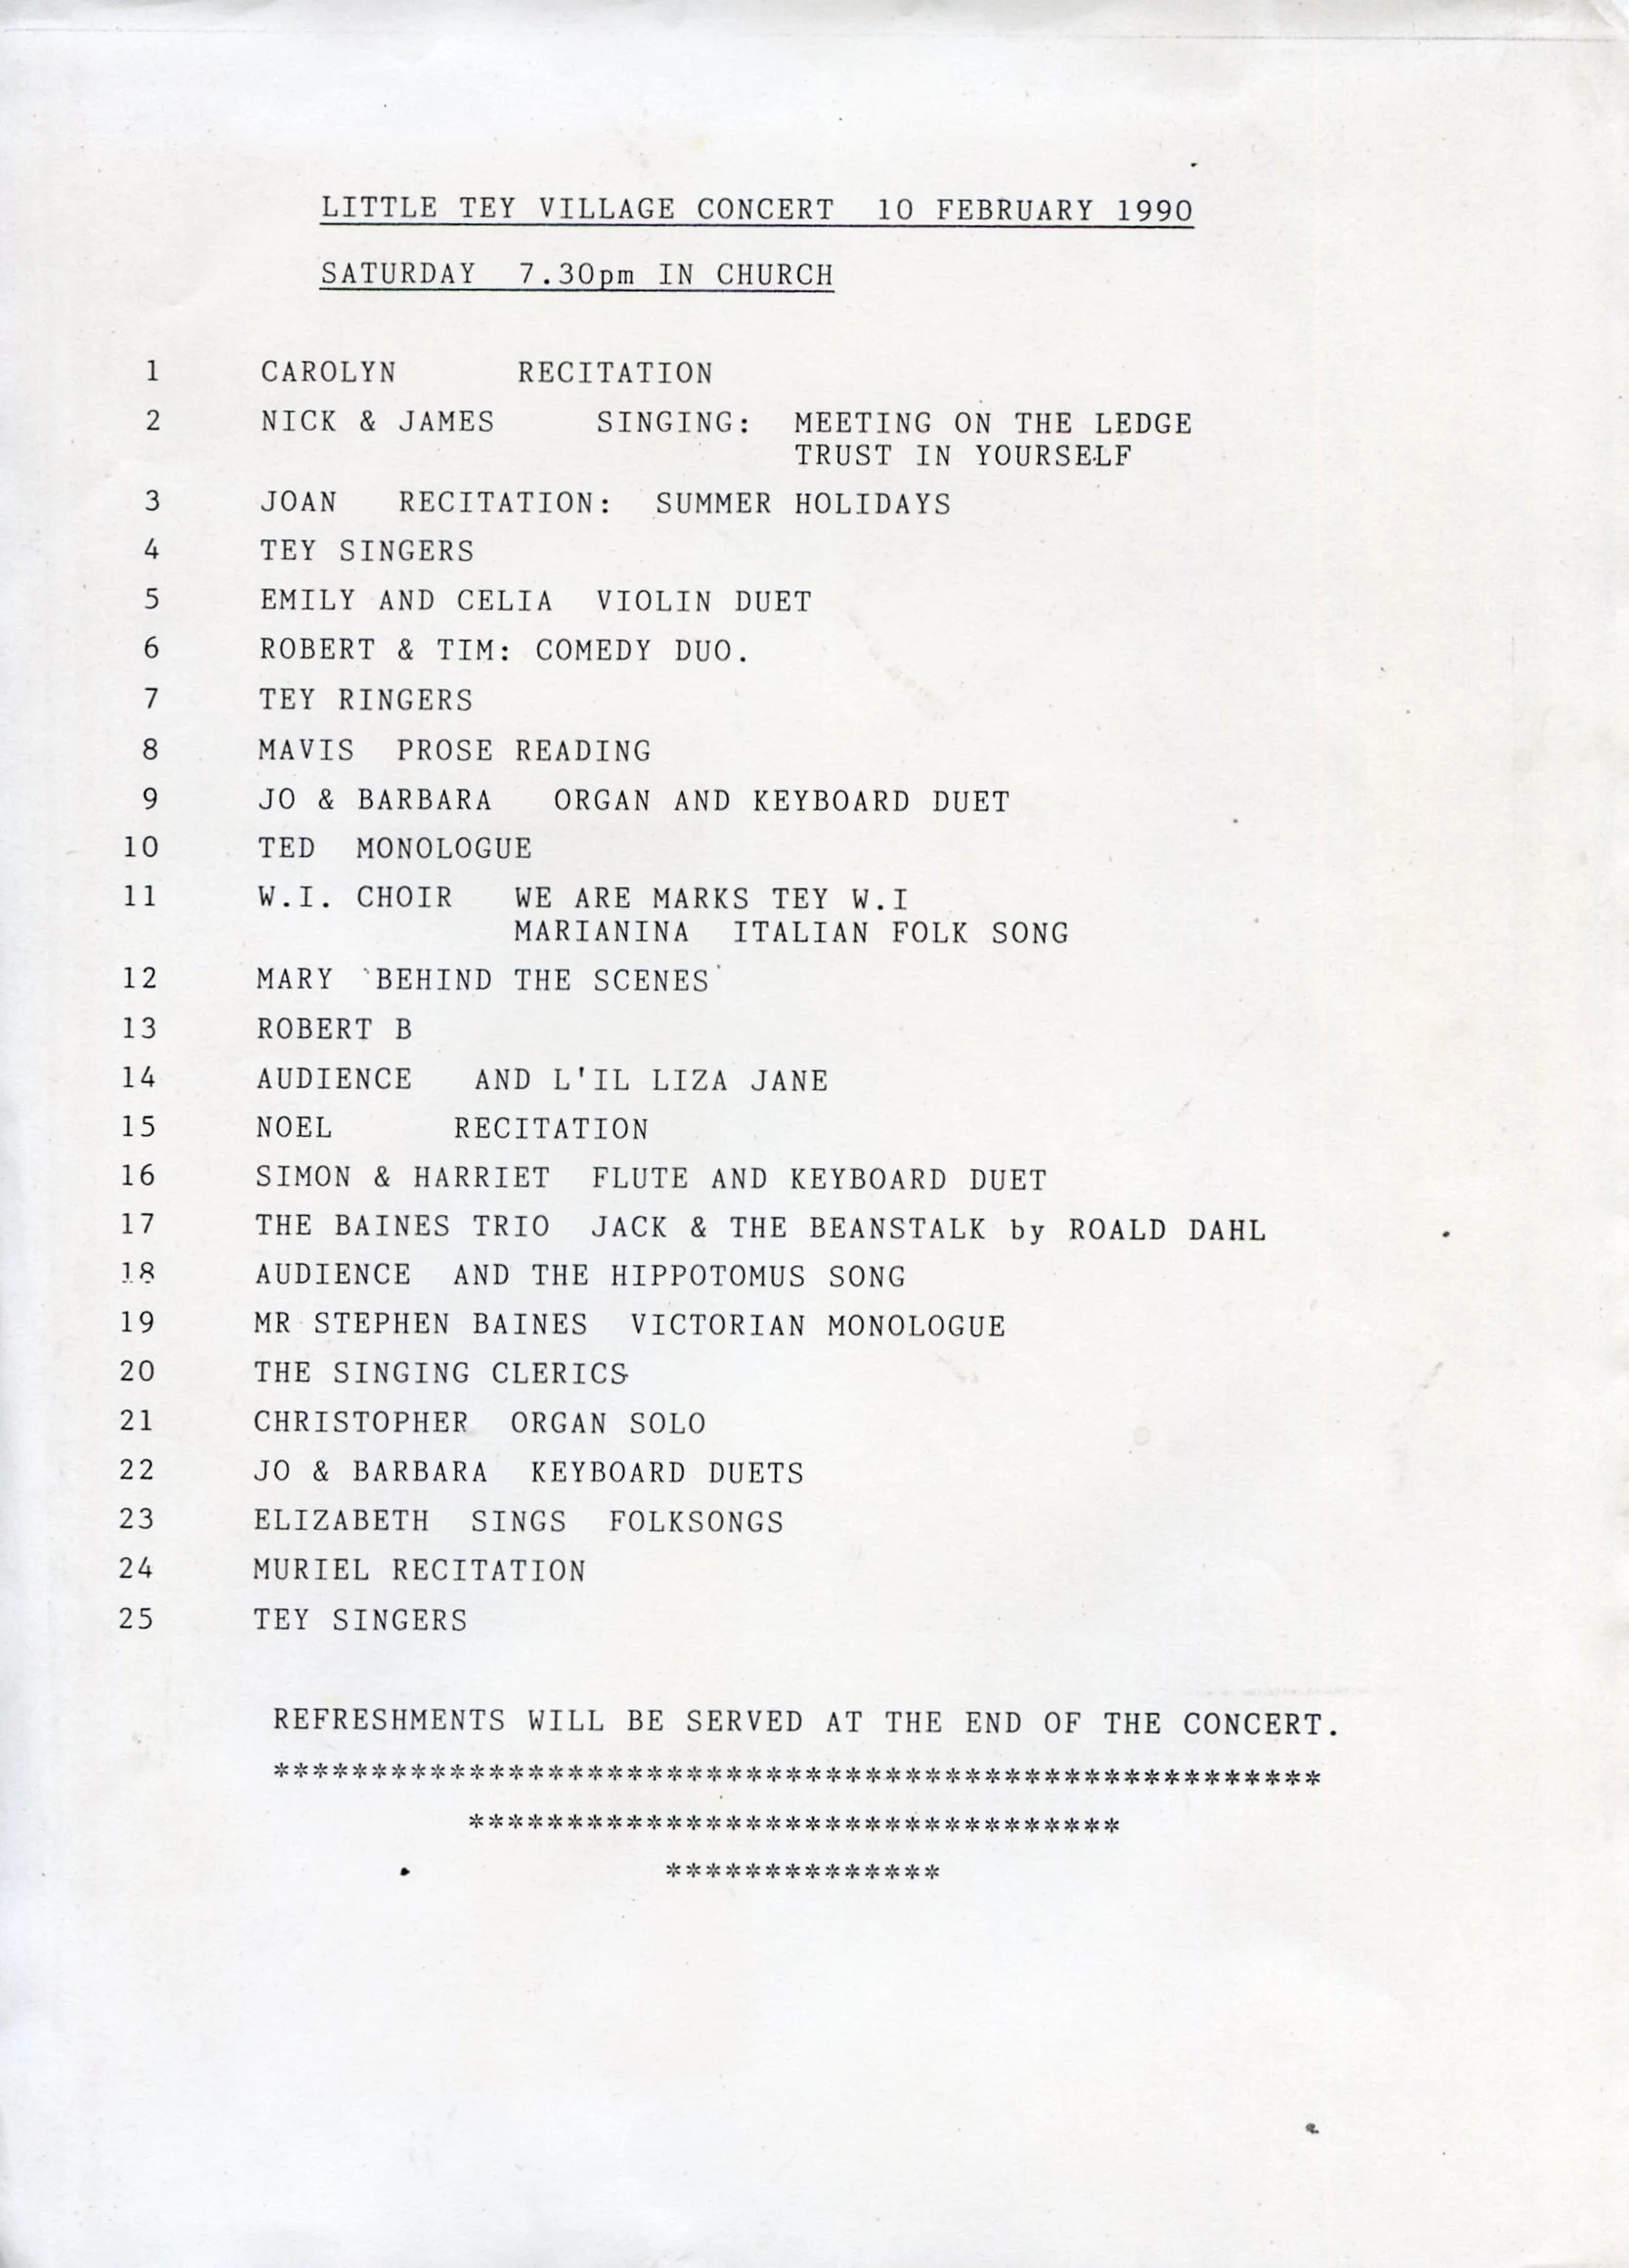 LITTLE TEY VILLAGE CONCERT 10 FEBRUARY 1990
SATURDAY 7.30pm IN CHURCH
1 CAROLYN RECITATION
2 NICK & JAMES SINGING: MEETING ON THE LEDGE
TRUST IN YOURSELF
3 JOAN RECITATION: SUMMER HOLIDAYS
4 TEY SINGERS
5 EMILY AND CELIA VIOLIN DUET
6 ROBERT & TIM: COMEDY DUO.
7 TEY RINGERS
8 MAVIS PROSE READING
9 JO & BARBARA ORGAN AND KEYBOARD DUET
10 TED MONOLOGUE
11 W.I. CHOIR WE ARE MARKS TEY W.I
MARIANINA ITALIAN FOLK SONG
12 MARY 'BEHIND THE SCENES'
13 ROBERT B
14 AUDIENCE AND L'IL LIZA JANE
15 NOEL RECITATION
16 SIMON & HARRIET FLUTE AND KEYBOARD DUET
17 THE BAINES TRIO JACK & THE BEANSTALK by ROALD DAHL
18 AUDIENCE AND THE HIPPOTOMUS SONG
19 MR STEPHEN BAINES VICTORIAN MONOLOGUE
20 THE SINGING CLERICS
21 CHRISTOPHER ORGAN SOLO
22 JO & BARBARA KEYBOARD DUETS
23 ELIZABETH SINGS FOLKSONGS
24 MURIEL RECITATION
25 TEY SINGERS
REFRESHMENTS WILL BE SERVED AT THE END OF THE CONCERT.
*****************************************************
*********************************
**************